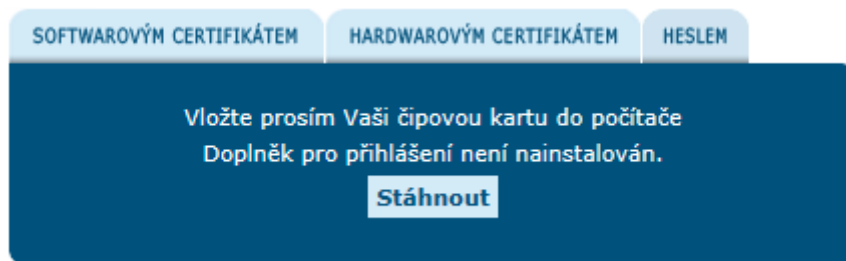 SOFTWAROVÝM CERTIFIKÁTEM HARDWAROVÝM CERTIFIKÁTEM HESLEM
Vložte prosím Vaši čipovou kartu do počítače
Doplněk pro přihlášení není nainstalován.
Stáhnout